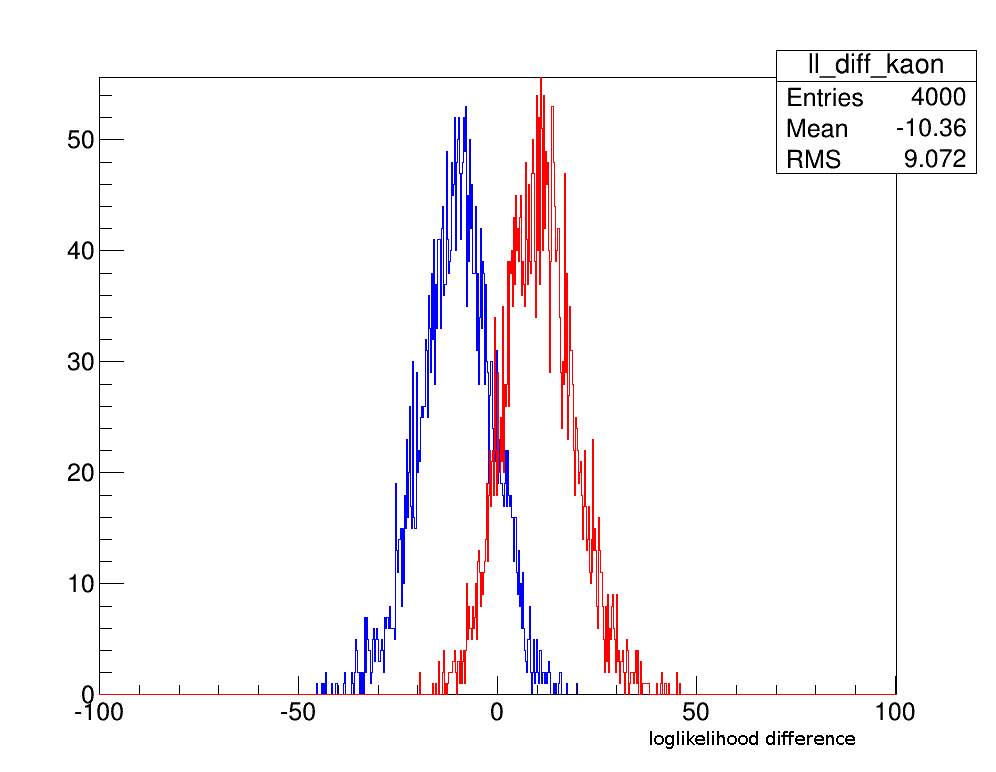 ll_diff_kaon
Entries 4000
Mean -10.36
RMS 9.072
50
40
30
20
10
0
-100 -50 0 50 100
loglikelihood difference